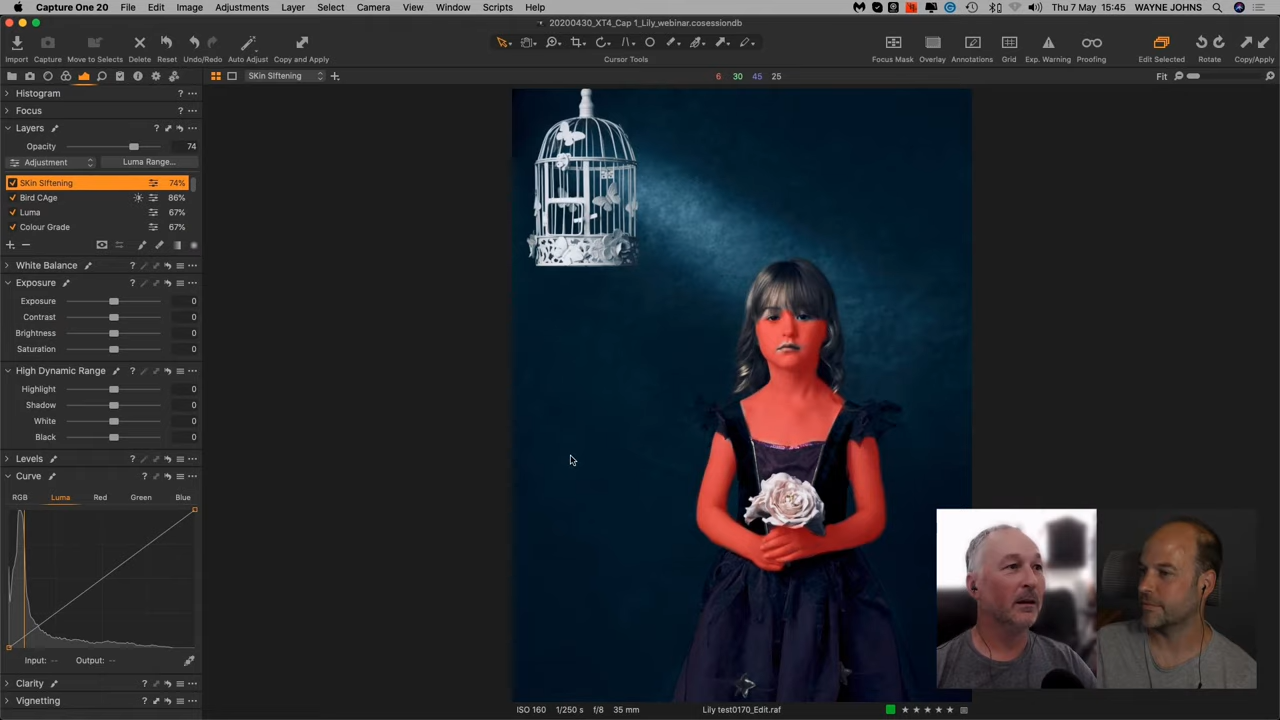 Capture One 20 File Edit Image Adjustments Layer Select Camera View Window Scripts Help
Thu 7 May 15:45 WAYNE JOHNS
20200430_XT4_Cap 1_Lily_webinar.cosessiondb
Import Capture Move to Selects Delete Reset Undo/Redo Auto Adjust Copy and Apply
Cursor Tools
Focus Mask Overlay Annotations Grid Exp. Warning Proofing Edit Selected Rotate Copy/Apply
SKin SIftening
6 30 45 25
Fit
Histogram ?
Focus ?
Layers ?
Opacity 74
Adjustment Luma Range...
SKin SIftening 74%
Bird CAge 86%
Luma 67%
Colour Grade 67%
White Balance ?
Exposure ?
Exposure 0
Contrast 0
Brightness 0
Saturation 0
High Dynamic Range ?
Highlight 0
Shadow 0
White 0
Black 0
Levels ?
Curve ?
RGB Luma Red Green Blue
Input: -- Output: --
Clarity ?
Vignetting ?
ISO 160 1/250 s f/8 35 mm Lily test0170_Edit.raf